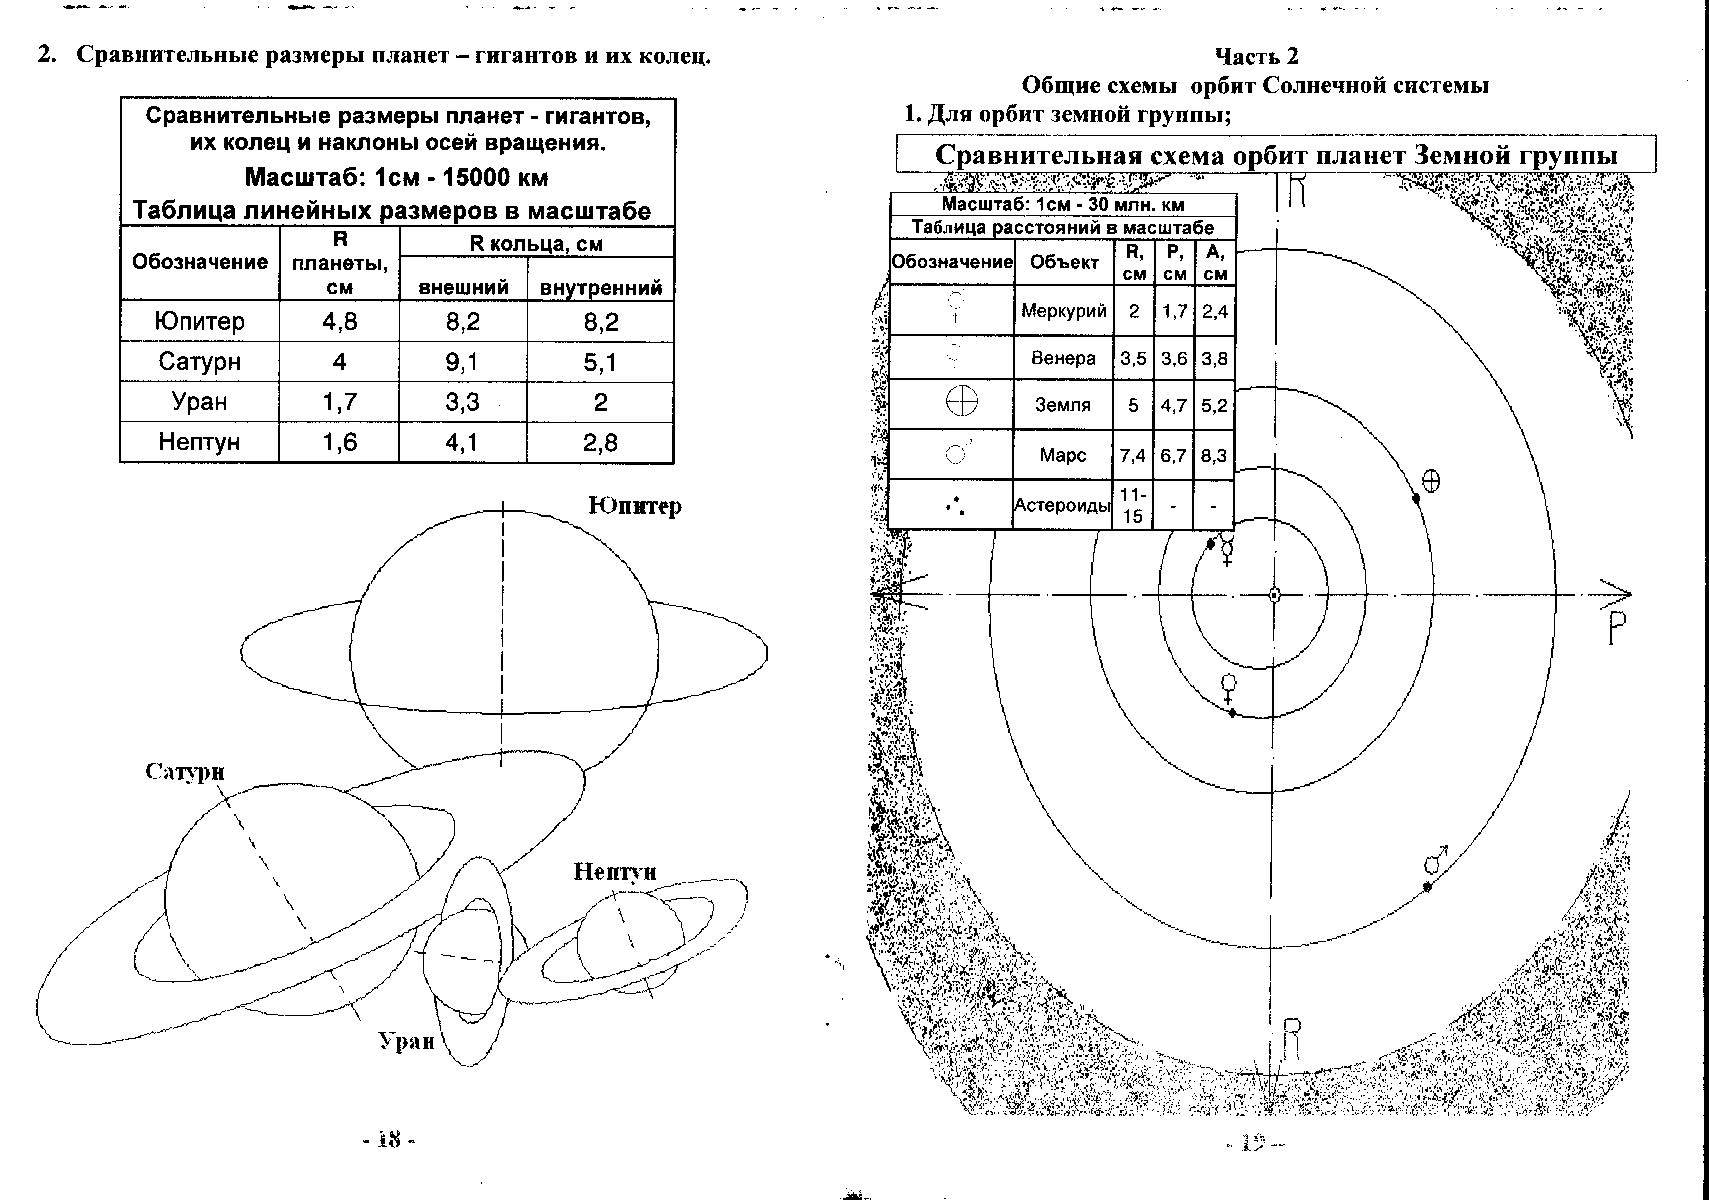 2. Сравнительные размеры планет – гигантов и их колец.
Сравнительные размеры планет - гигантов,
их колец и наклоны осей вращения.
Масштаб: 1см - 15000 км
Таблица линейных размеров в масштабе
Обозначение R планеты, см R кольца, см
внешний внутренний
Юпитер 4,8 8,2 8,2
Сатурн 4 9,1 5,1
Уран 1,7 3,3 2
Нептун 1,6 4,1 2,8
Юпитер
Сатурн
Нептун
Уран
- 18 -
Часть 2
Общие схемы орбит Солнечной системы
1. Для орбит земной группы;
Сравнительная схема орбит планет Земной группы
R
Масштаб: 1см - 30 млн. км
Таблица расстояний в масштабе
Обозначение Объект R, см P, см A, см
Меркурий 2 1,7 2,4
Венера 3,5 3,6 3,8
Земля 5 4,7 5,2
Марс 7,4 6,7 8,3
Астероиды 11-15 - -
P
R
- 19 –